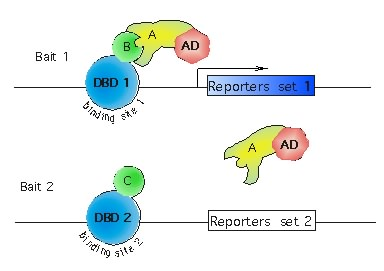 A
B
AD
Bait 1
DBD 1
Reporters set 1
binding site 1
A
AD
C
Bait 2
DBD 2
Reporters set 2
binding site 2